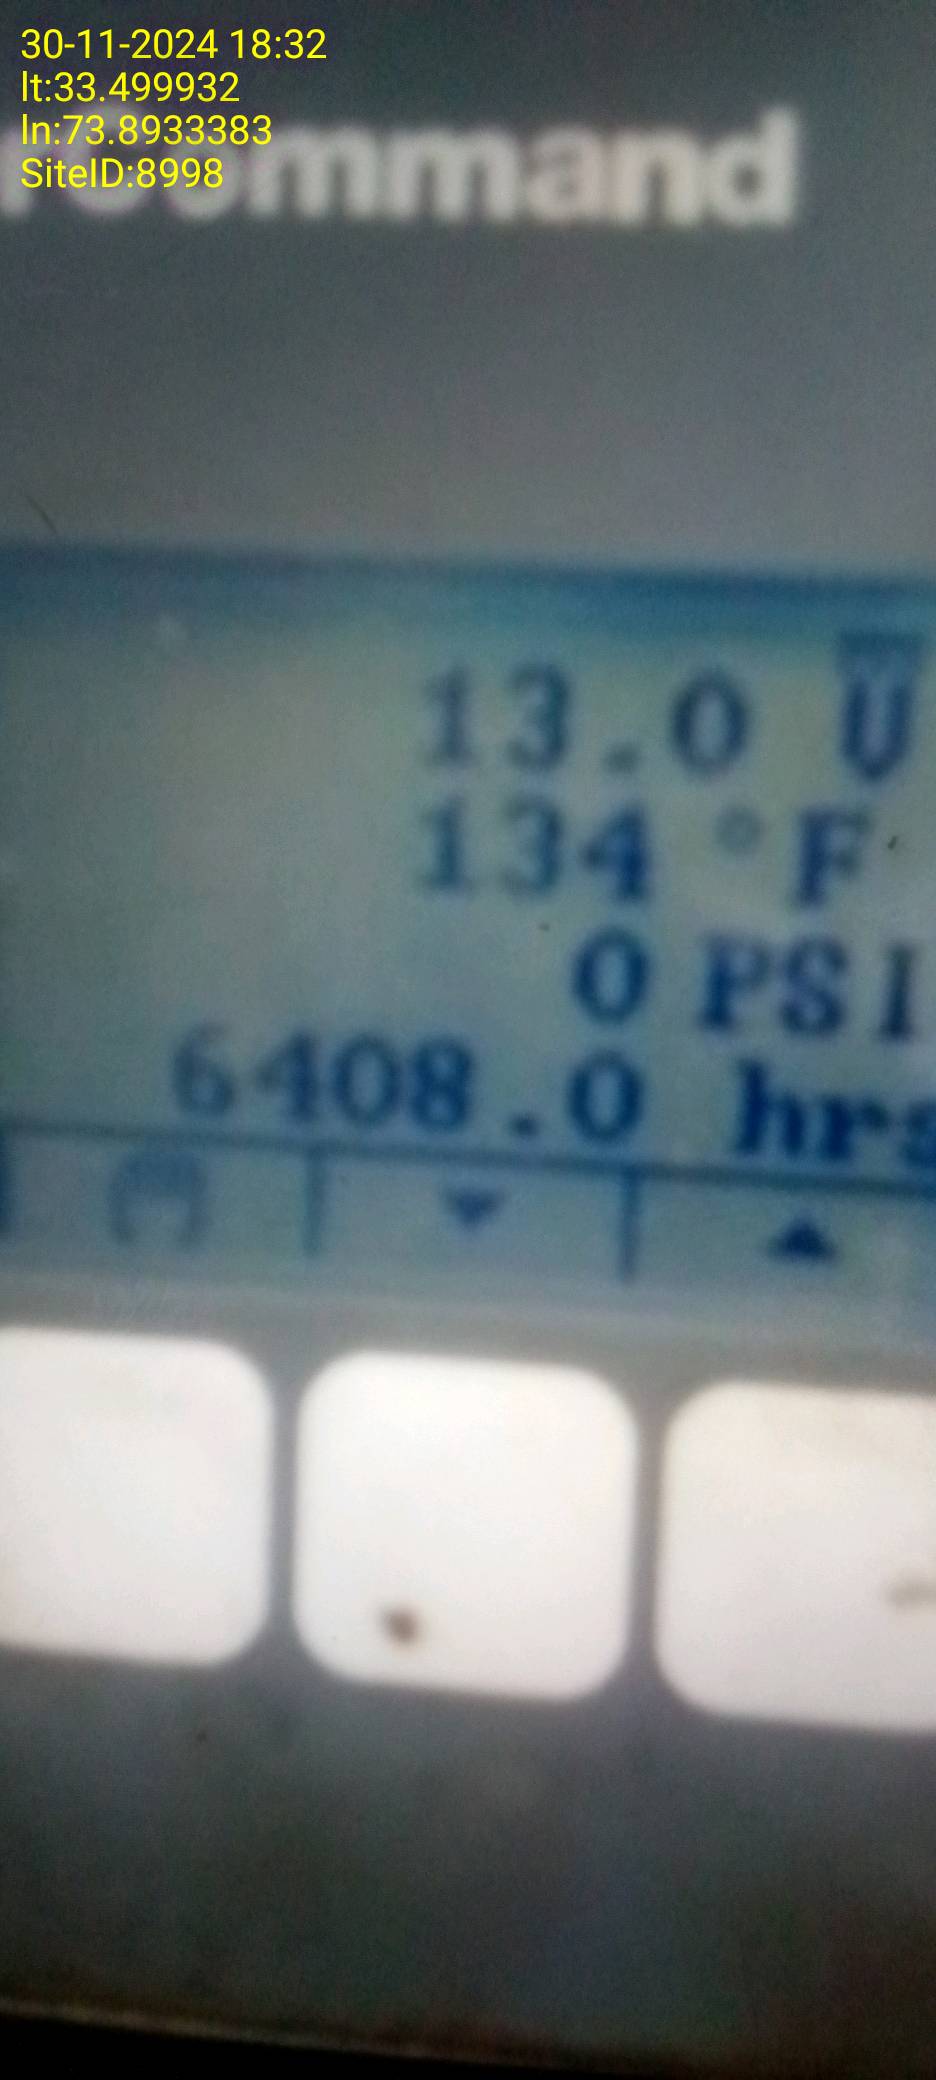 30-11-2024 18:32
lt:33.499932
ln:73.8933383
SiteID:8998
Command
13.0 V
134 °F
0 PSI
6408.0 hrs